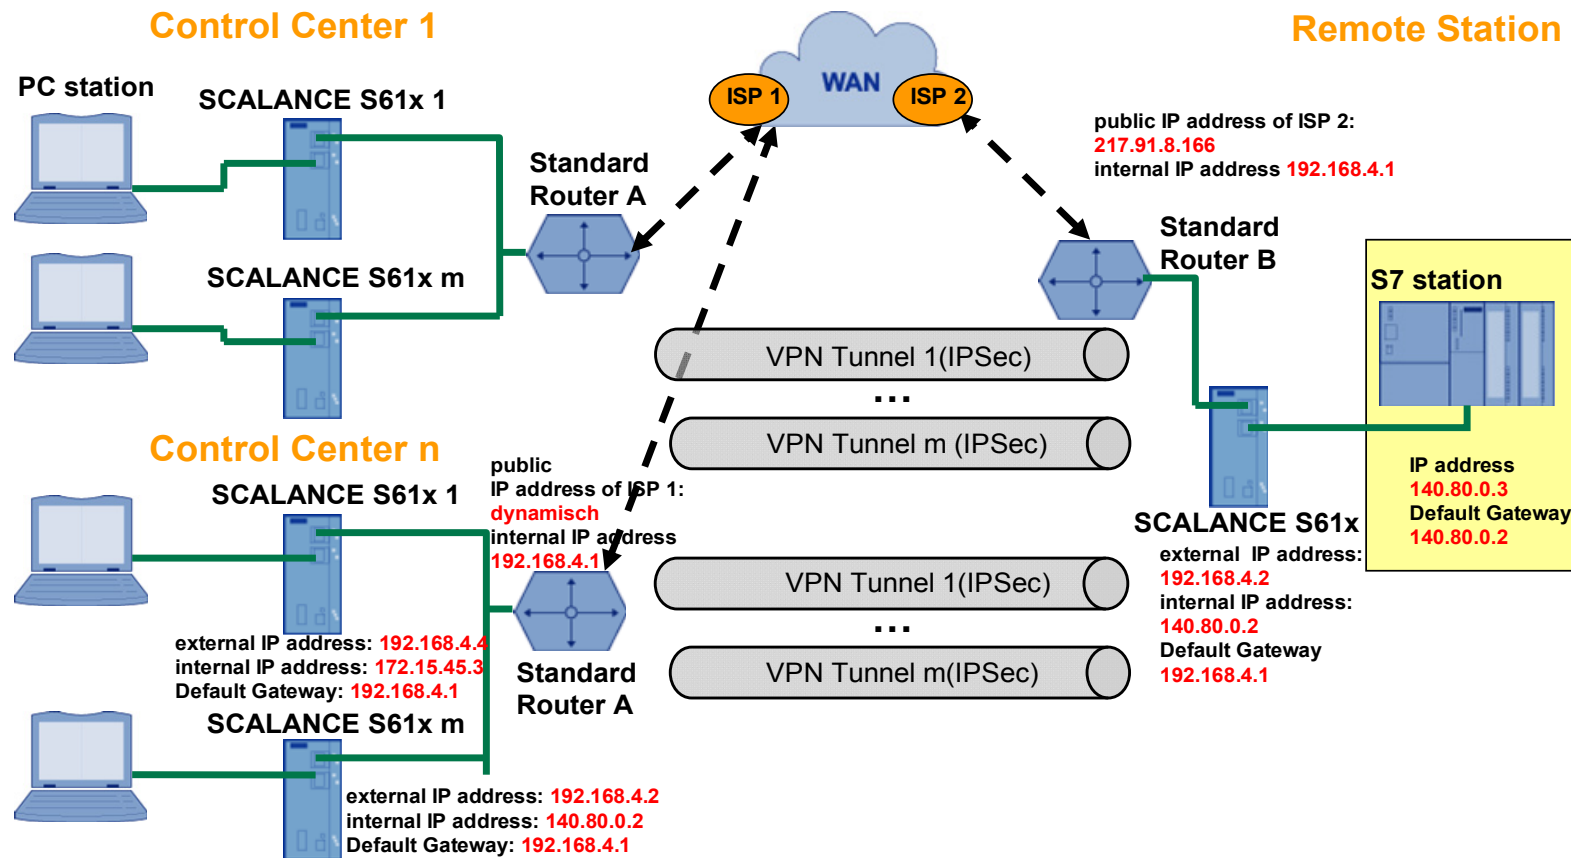 Control Center 1
Remote Station
PC station
SCALANCE S61x 1
WAN
ISP 1
ISP 2
public IP address of ISP 2:
217.91.8.166
internal IP address 192.168.4.1
Standard
Router A
Standard
Router B
SCALANCE S61x m
S7 station
VPN Tunnel 1(IPSec)
...
VPN Tunnel m (IPSec)
Control Center n
SCALANCE S61x 1
public
IP address of ISP 1:
dynamisch
internal IP address
192.168.4.1
IP address
140.80.0.3
Default Gateway
140.80.0.2
SCALANCE S61x
external IP address:
192.168.4.2
internal IP address:
140.80.0.2
Default Gateway
192.168.4.1
VPN Tunnel 1(IPSec)
...
VPN Tunnel m(IPSec)
external IP address: 192.168.4.4
internal IP address: 172.15.45.3
Default Gateway: 192.168.4.1
Standard
Router A
SCALANCE S61x m
external IP address: 192.168.4.2
internal IP address: 140.80.0.2
Default Gateway: 192.168.4.1